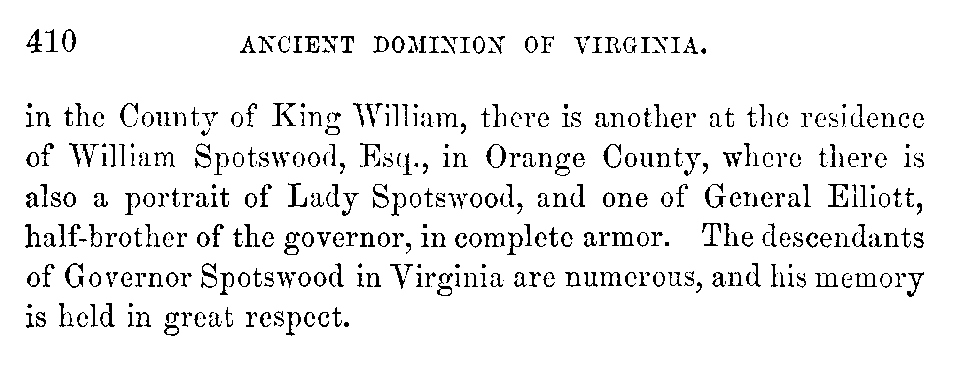 410 ANCIENT DOMINION OF VIRGINIA.
in the County of King William, there is another at the residence
of William Spotswood, Esq., in Orange County, where there is
also a portrait of Lady Spotswood, and one of General Elliott,
half-brother of the governor, in complete armor. The descendants
of Governor Spotswood in Virginia are numerous, and his memory
is held in great respect.